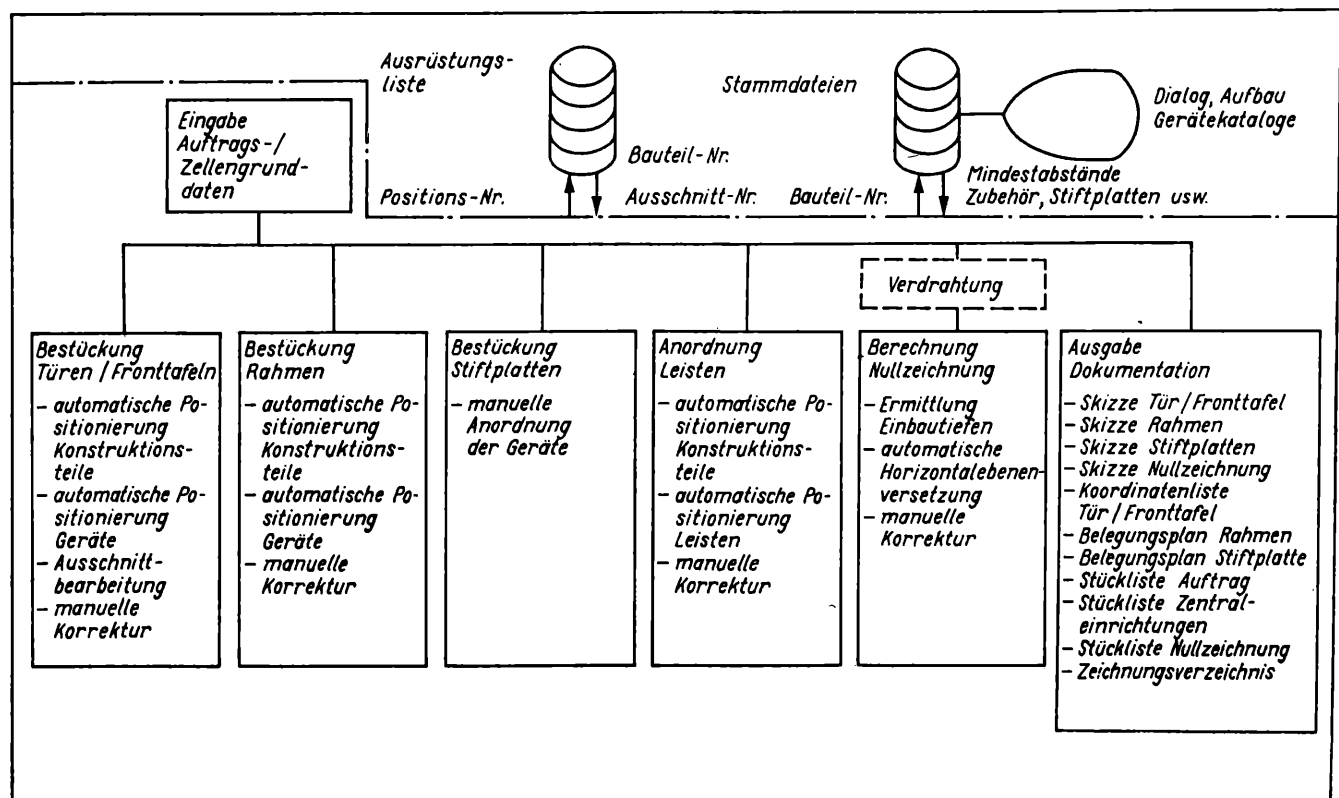 Ausrüstungs-
liste
Stammdateien
Dialog, Aufbau
Gerätekataloge
Eingabe
Auftrags-/
Zellengrund-
daten
Bauteil-Nr.
Positions-Nr.
Ausschnitt-Nr.
Bauteil-Nr.
Mindestabstände
Zubehör, Stiftplatten usw.
Verdrahtung
Bestückung
Türen / Fronttafeln
– automatische Po-
sitionierung
Konstruktions-
teile
– automatische Po-
sitionierung
Geräte
– Ausschnitt-
bearbeitung
– manuelle
Korrektur
Bestückung
Rahmen
– automatische Po-
sitionierung
Konstruktions-
teile
– automatische Po-
sitionierung
Geräte
– manuelle
Korrektur
Bestückung
Stiftplatten
– manuelle
Anordnung
der Geräte
Anordnung
Leisten
– automatische Po-
sitionierung
Konstruktions-
teile
– automatische Po-
sitionierung
Leisten
– manuelle
Korrektur
Berechnung
Nullzeichnung
– Ermittlung
Einbautiefen
– automatische
Horizontalebenen-
versetzung
– manuelle
Korrektur
Ausgabe
Dokumentation
– Skizze Tür / Fronttafel
– Skizze Rahmen
– Skizze Stiftplatten
– Skizze Nullzeichnung
– Koordinatenliste
Tür / Fronttafel
– Belegungsplan Rahmen
– Belegungsplan Stiftplatte
– Stückliste Auftrag
– Stückliste Zentral-
einrichtungen
– Stückliste Nullzeichnung
– Zeichnungsverzeichnis